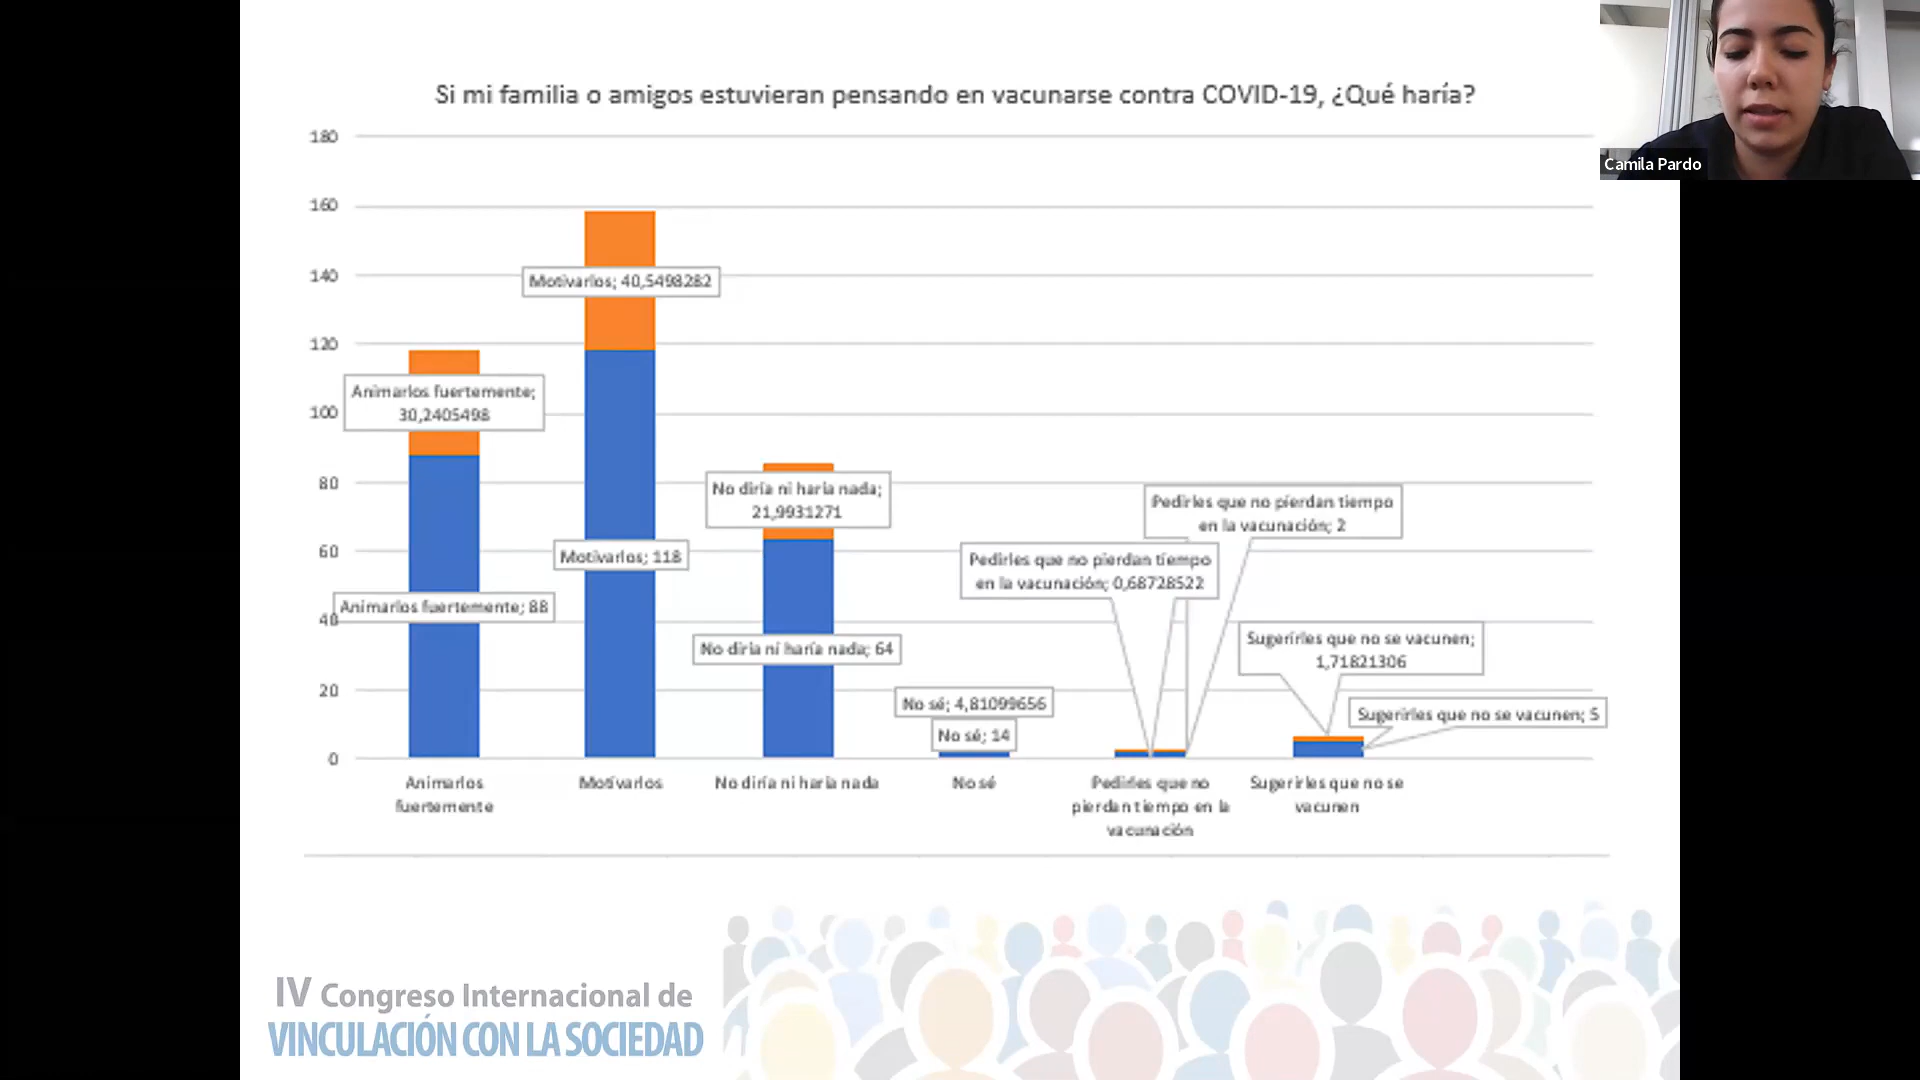 Si mi familia o amigos estuvieran pensando en vacunarse contra COVID-19, ¿Qué haría?
Camila Pardo
180
160
140
120
100
80
60
40
20
0
Motivarlos; 40,5498282
Animarlos fuertemente;
30,2405498
No diría ni haría nada;
21,9931271
Pedirles que no pierdan tiempo
en la vacunación; 2
Motivarlos; 118
Pedirles que no pierdan tiempo
en la vacunación; 0,68728522
Animarlos fuertemente; 88
No diría ni haría nada; 64
Sugerirles que no se vacunen;
1,71821306
No sé; 4,81099656
Sugerirles que no se vacunen; 5
No sé; 14
Animarlos
fuertemente
Motivarlos
No diría ni haría nada
No sé
Pedirles que no
pierdan tiempo en la
vacunación
Sugerirles que no se
vacunen
IV Congreso Internacional de
VINCULACIÓN CON LA SOCIEDAD